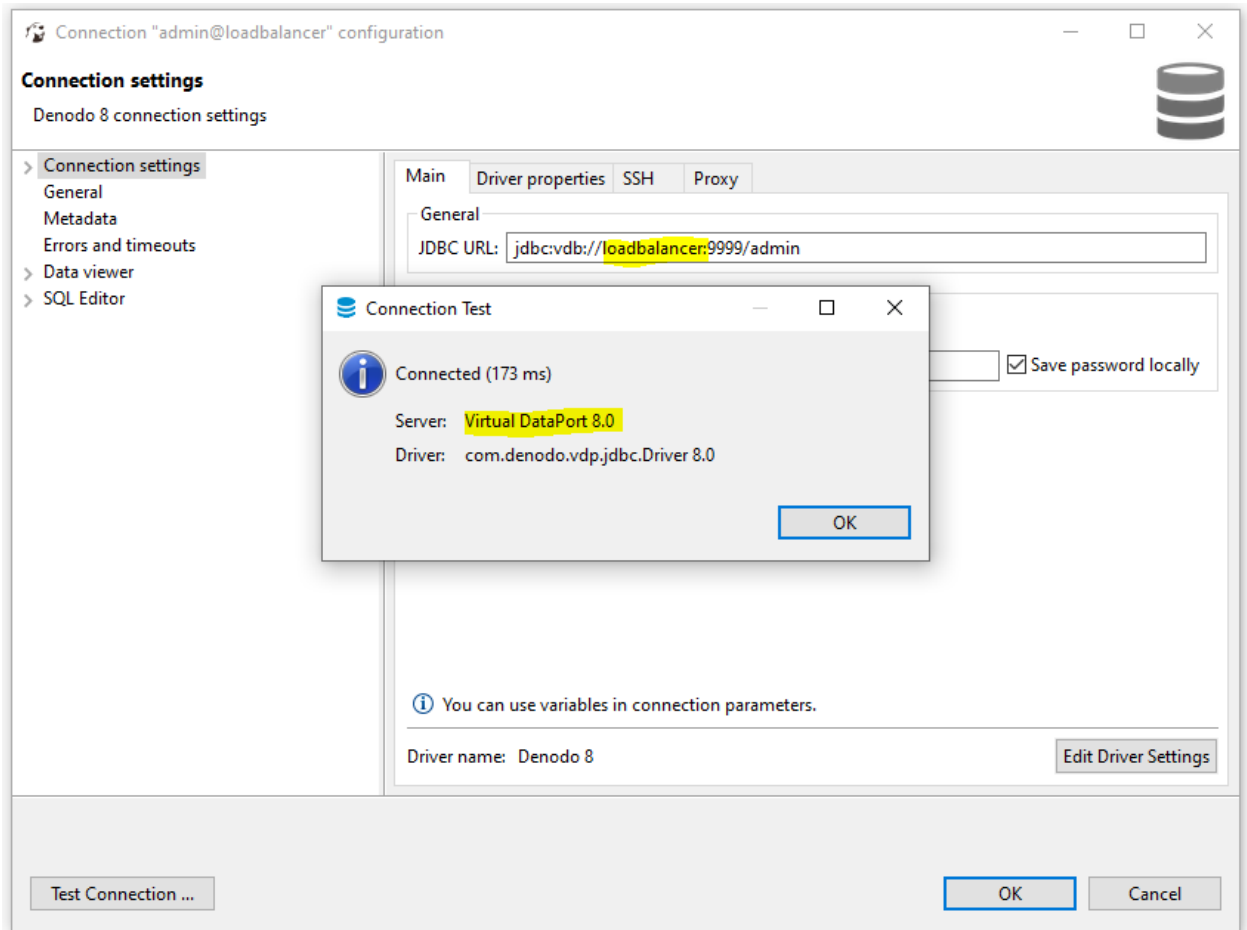 Connection "admin@loadbalancer" configuration
Connection settings
Denodo 8 connection settings
Connection settings
General
Metadata
Errors and timeouts
Data viewer
SQL Editor
Main Driver properties SSH Proxy
General
JDBC URL: jdbc:vdb://loadbalancer:9999/admin
Connection Test
Connected (173 ms)
Server: Virtual DataPort 8.0
Driver: com.denodo.vdp.jdbc.Driver 8.0
OK
Save password locally
You can use variables in connection parameters.
Driver name: Denodo 8 Edit Driver Settings
Test Connection ... OK Cancel